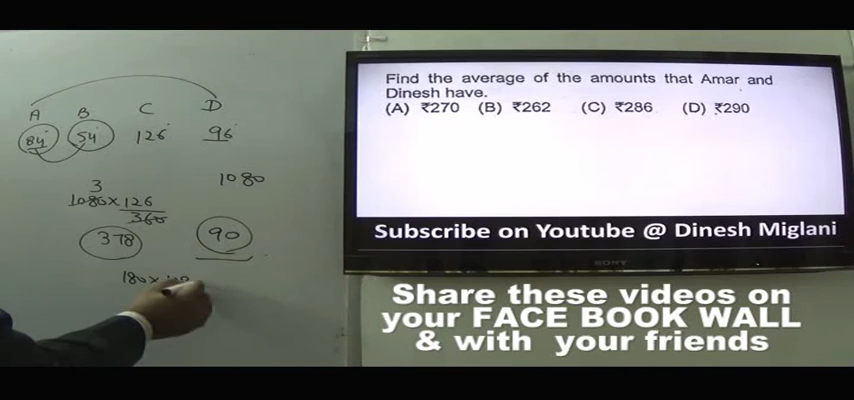 A B C D
84° 54° 126° 96°
1080
3
1080 × 126
360
378 90
180 ×
Find the average of the amounts that Amar and
Dinesh have.
(A) ₹270 (B) ₹262 (C) ₹286 (D) ₹290
Subscribe on Youtube @ Dinesh Miglani
SONY
Share these videos on
your FACE BOOK WALL
& with your friends